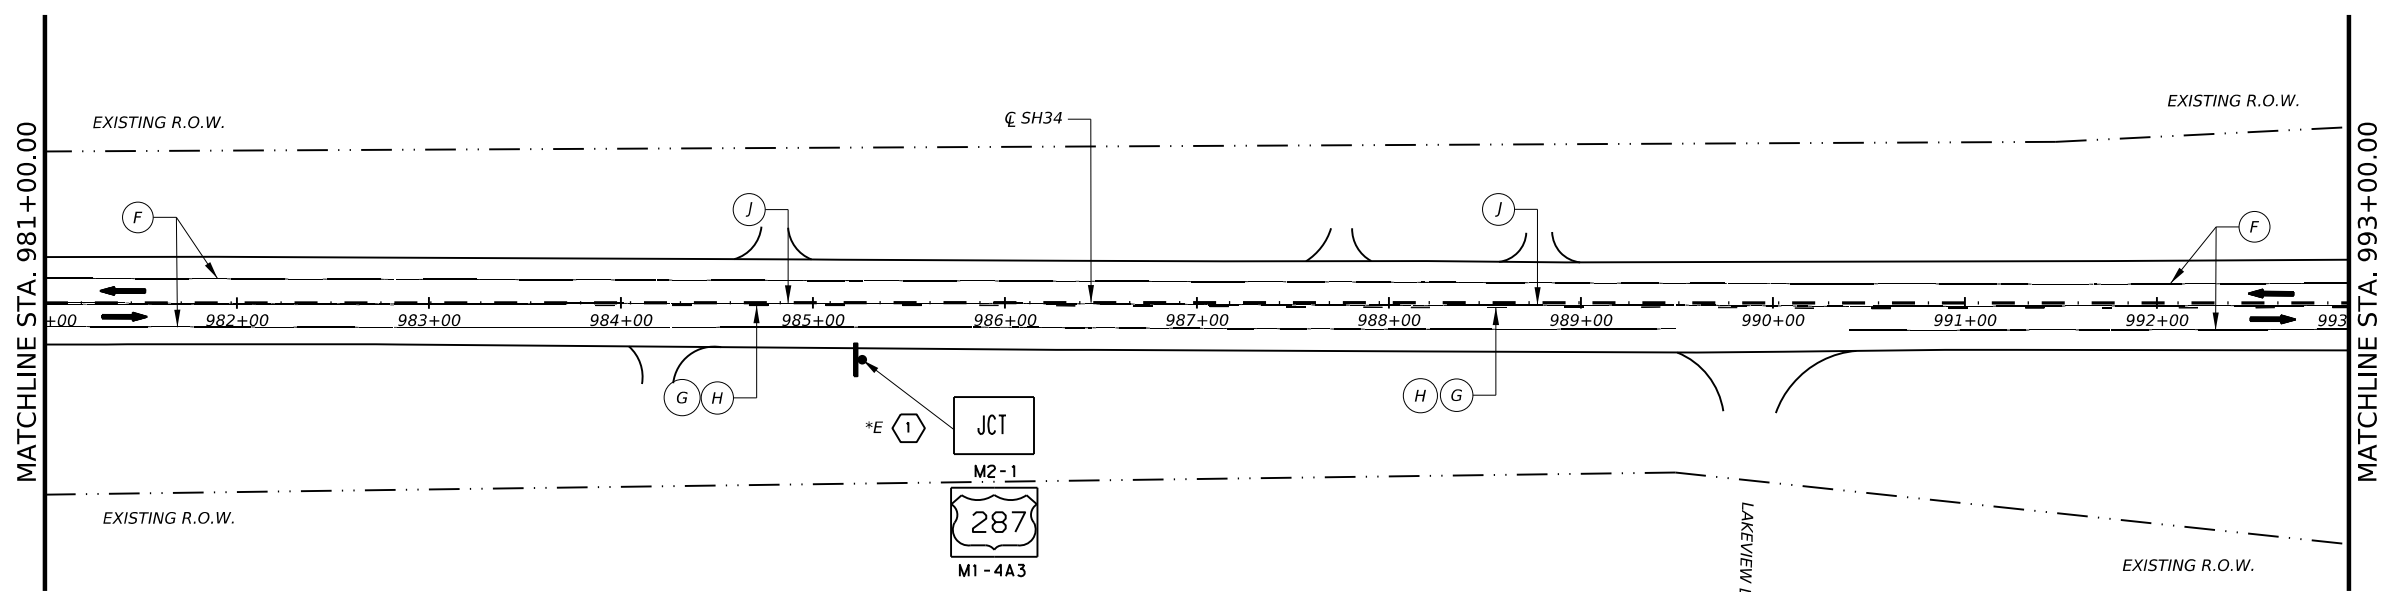 EXISTING R.O.W.
EXISTING R.O.W.
℄ SH34
MATCHLINE STA. 981+00.00
MATCHLINE STA. 993+00.00
F
J
J
F
+00
982+00
983+00
984+00
985+00
986+00
987+00
988+00
989+00
990+00
991+00
992+00
993
G H
H G
*E 1
JCT
M2-1
287
M1-4A3
EXISTING R.O.W.
LAKEVIEW
EXISTING R.O.W.